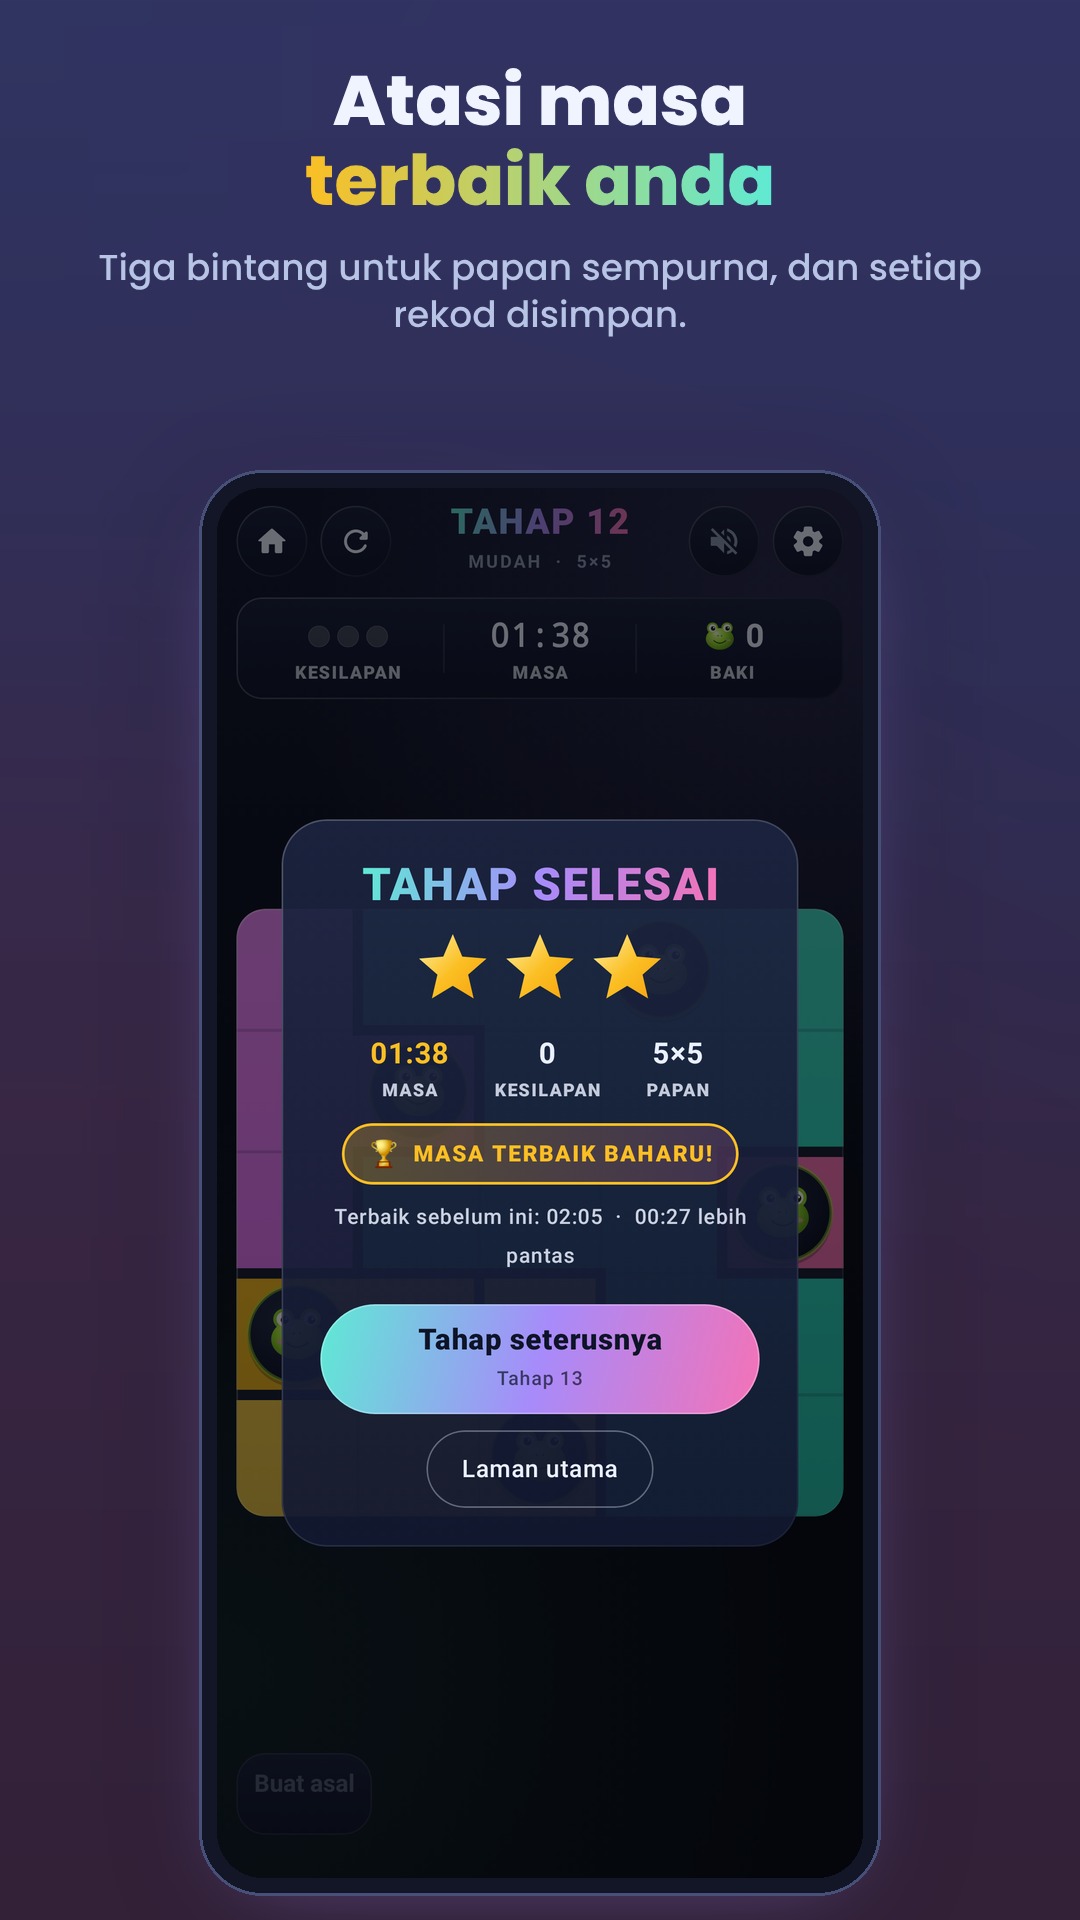 Atasi masa
terbaik anda
Tiga bintang untuk papan sempurna, dan setiap
rekod disimpan.
TAHAP 12
MUDAH · 5×5
01:38
0
KESILAPAN
MASA
BAKI
TAHAP SELESAI
01:38
0
5×5
MASA
KESILAPAN
PAPAN
MASA TERBAIK BAHARU!
Terbaik sebelum ini: 02:05 · 00:27 lebih
pantas
Tahap seterusnya
Tahap 13
Laman utama
Buat asal